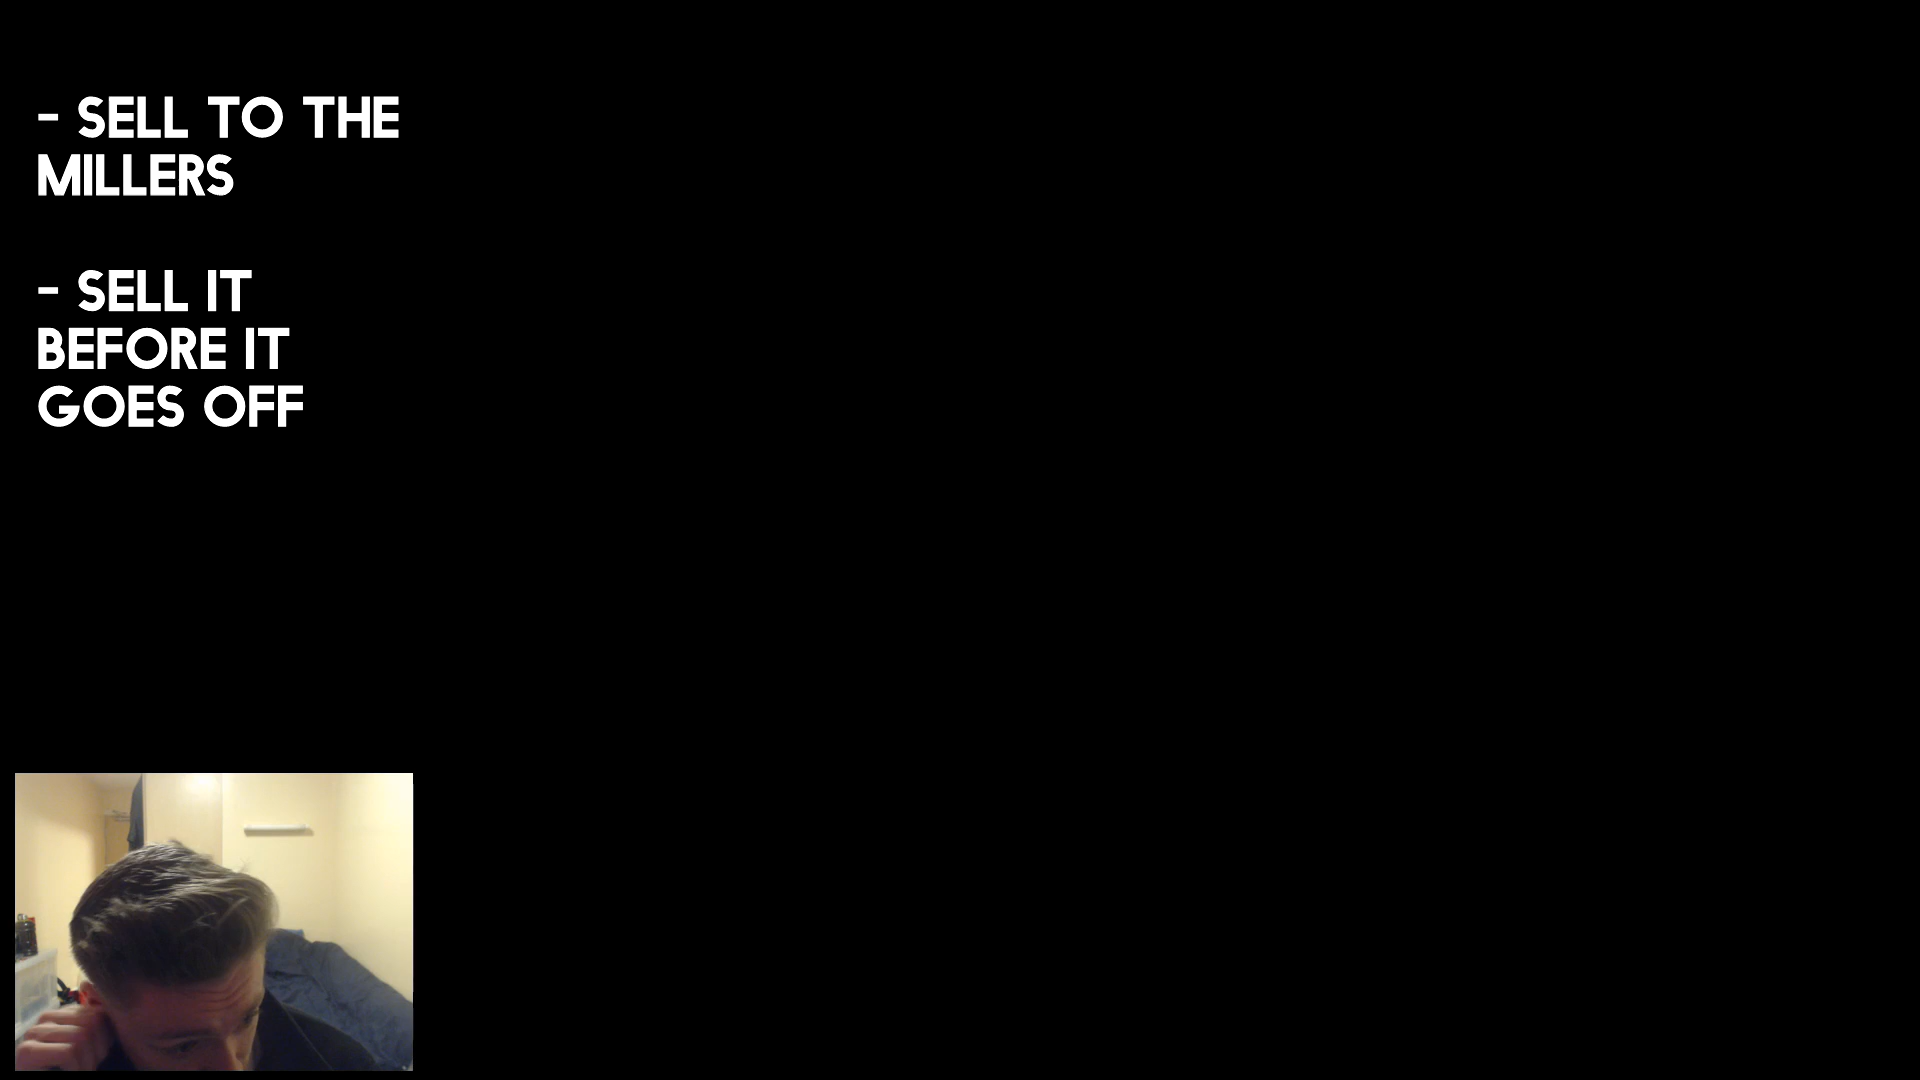 - SELL TO THE
MILLERS
- SELL IT
BEFORE IT
GOES OFF